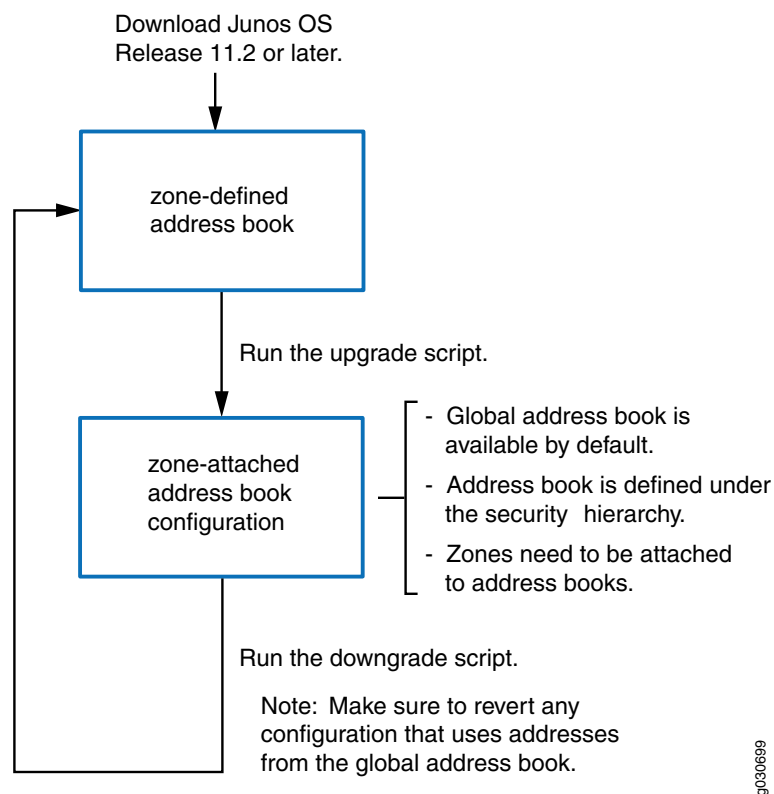 Download Junos OS
Release 11.2 or later.
zone-defined
address book
Run the upgrade script.
zone-attached
address book
configuration
- Global address book is
available by default.
- Address book is defined under
the security hierarchy.
- Zones need to be attached
to address books.
Run the downgrade script.
Note: Make sure to revert any
configuration that uses addresses
from the global address book.
g030699